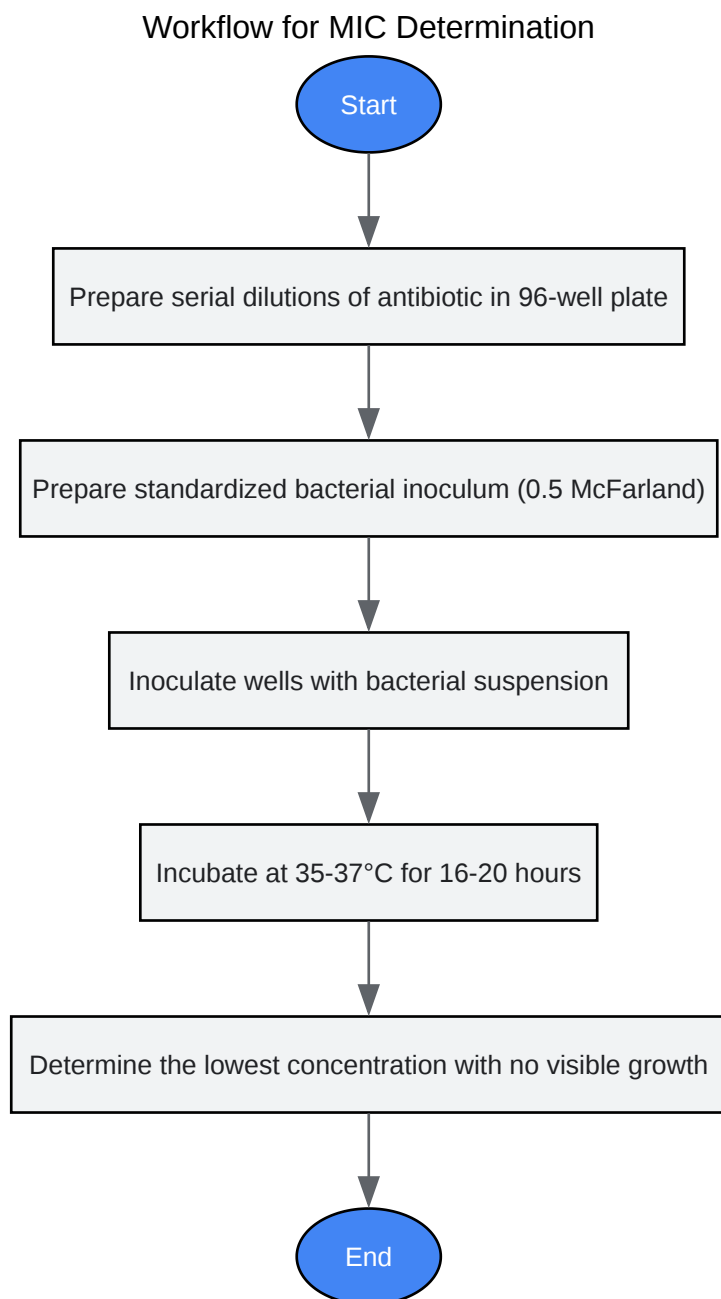 Workflow for MIC Determination
Start
Prepare serial dilutions of antibiotic in 96-well plate
Prepare standardized bacterial inoculum (0.5 McFarland)
Inoculate wells with bacterial suspension
Incubate at 35-37°C for 16-20 hours
Determine the lowest concentration with no visible growth
End